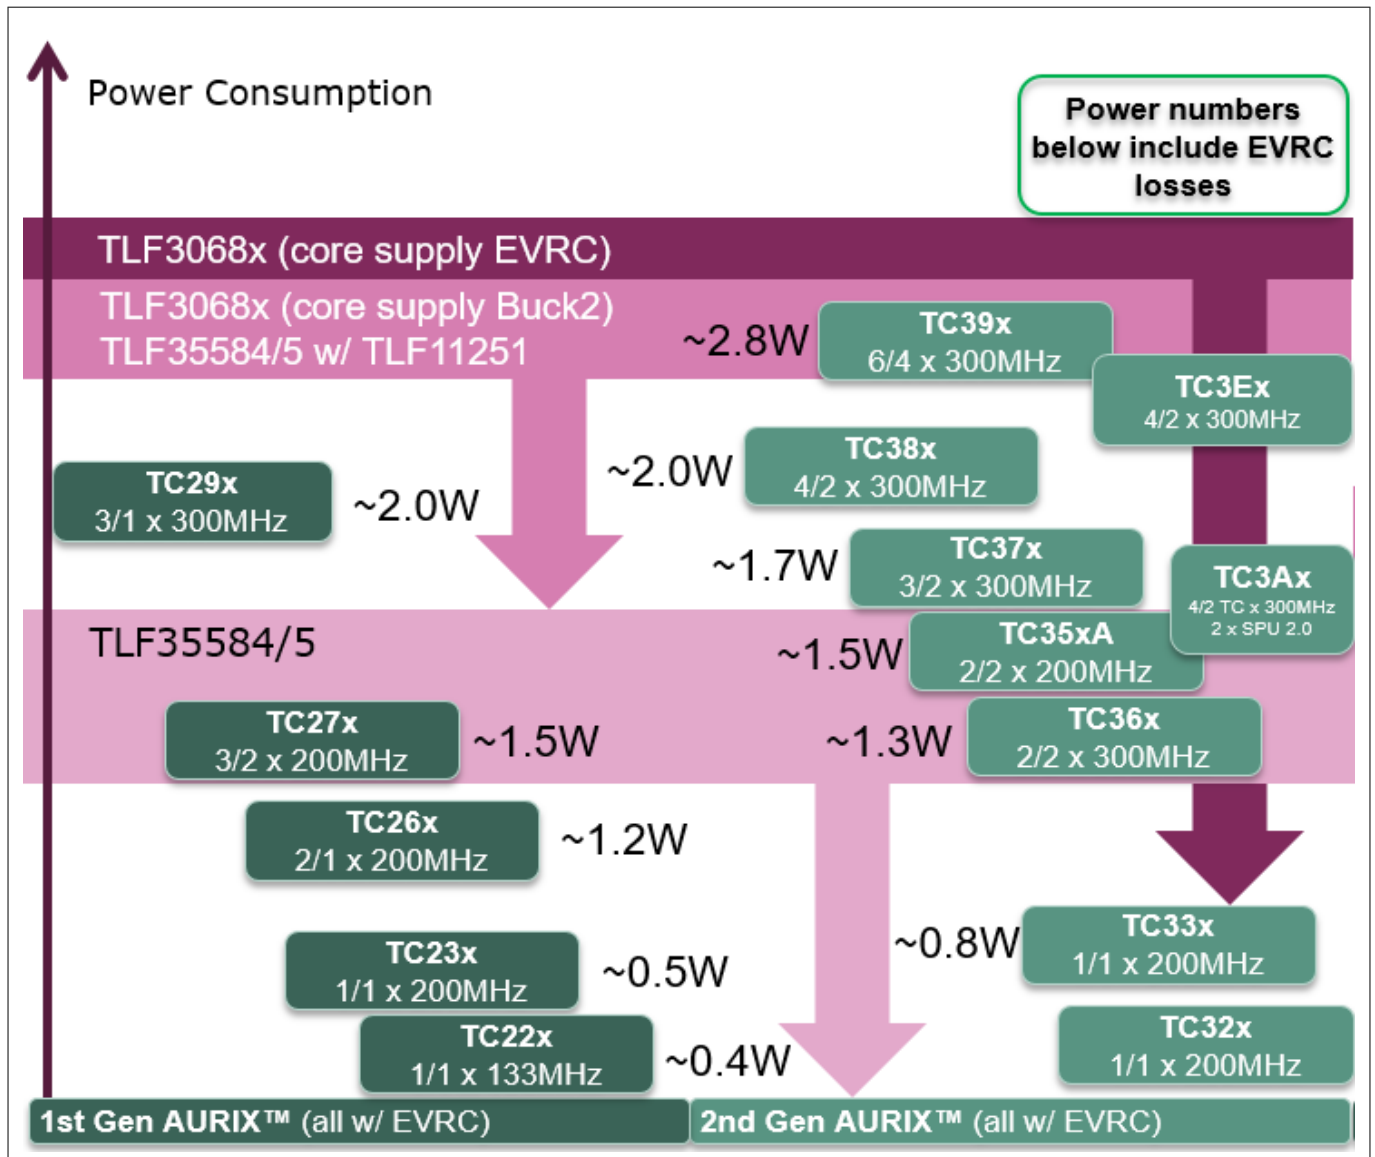 Power Consumption
Power numbers
below include EVRC
losses
TLF3068x (core supply EVRC)
TLF3068x (core supply Buck2)
TLF35584/5 w/ TLF11251
~2.8W
TC39x
6/4 x 300MHz
TC3Ex
4/2 x 300MHz
TC29x
3/1 x 300MHz
~2.0W
~2.0W
TC38x
4/2 x 300MHz
~1.7W
TC37x
3/2 x 300MHz
TC3Ax
4/2 TC x 300MHz
2 x SPU 2.0
TLF35584/5
~1.5W
TC35xA
2/2 x 200MHz
TC27x
3/2 x 200MHz
~1.5W
~1.3W
TC36x
2/2 x 300MHz
TC26x
2/1 x 200MHz
~1.2W
TC23x
1/1 x 200MHz
~0.5W
~0.8W
TC33x
1/1 x 200MHz
TC22x
1/1 x 133MHz
~0.4W
TC32x
1/1 x 200MHz
1st Gen AURIX™ (all w/ EVRC)
2nd Gen AURIX™ (all w/ EVRC)